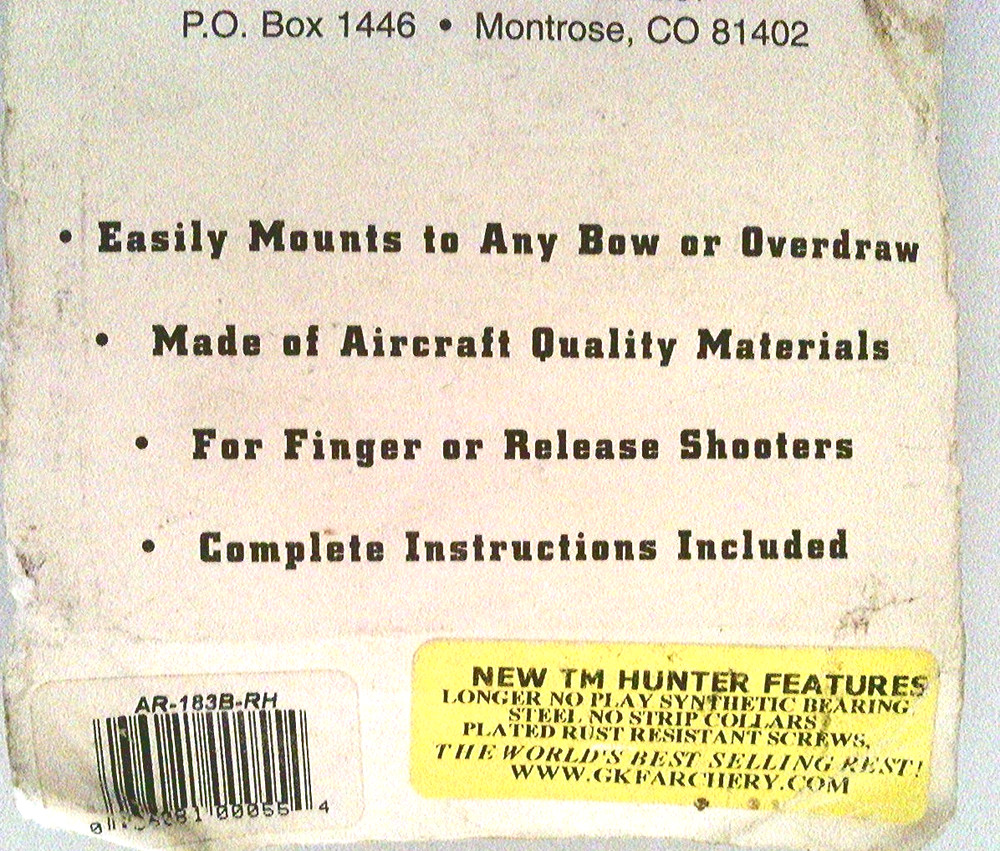 P.O. Box 1446 • Montrose, CO 81402
• Easily Mounts to Any Bow or Overdraw
• Made of Aircraft Quality Materials
• For Finger or Release Shooters
• Complete Instructions Included
AR-183B-RH
00055 4
NEW TM HUNTER FEATURES
LONGER NO PLAY SYNTHETIC BEARING,
STEEL NO STRIP COLLARS
PLATED RUST RESISTANT SCREWS,
THE WORLD'S BEST SELLING REST!
WWW.GKFARCHERY.COM